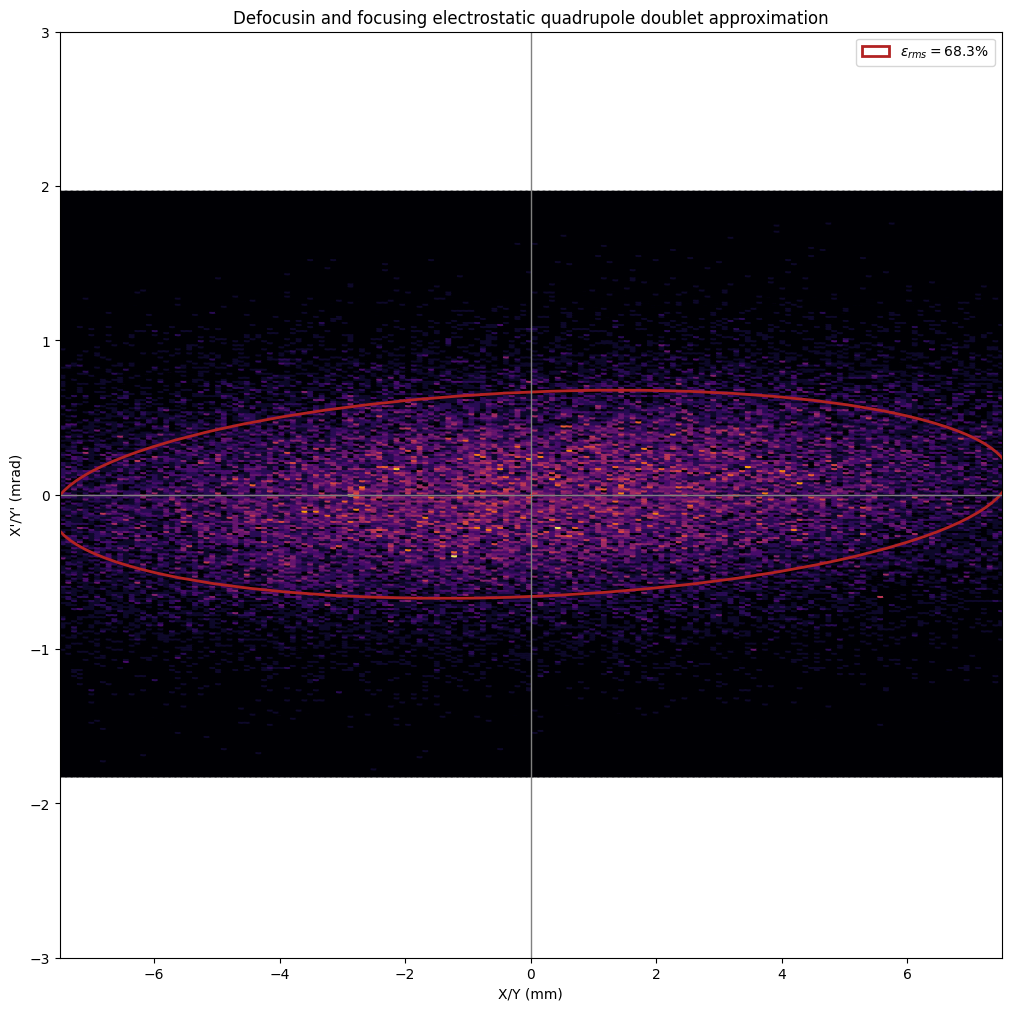 Defocusin and focusing electrostatic quadrupole doublet approximation
ε_rms = 68.3%
3
2
1
0
−1
−2
−3
X'/Y' (mrad)
−6 −4 −2 0 2 4 6
X/Y (mm)